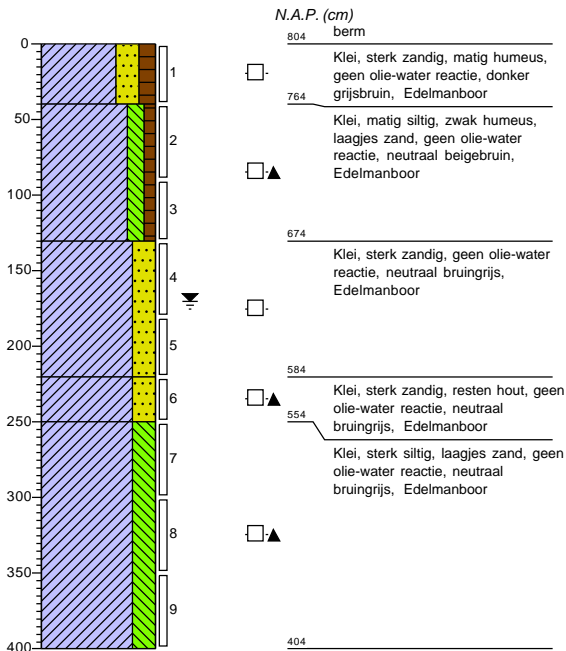 N.A.P. (cm)
804 berm
0
Klei, sterk zandig, matig humeus,
geen olie-water reactie, donker
grijsbruin, Edelmanboor
1
764
50
Klei, matig siltig, zwak humeus,
laagjes zand, geen olie-water
reactie, neutraal beigebruin,
Edelmanboor
2
100
3
674
Klei, sterk zandig, geen olie-water
reactie, neutraal bruingrijs,
Edelmanboor
150
4
200
5
584
Klei, sterk zandig, resten hout, geen
olie-water reactie, neutraal
bruingrijs, Edelmanboor
6
250
554
Klei, sterk siltig, laagjes zand, geen
olie-water reactie, neutraal
bruingrijs, Edelmanboor
7
300
8
350
9
400
404